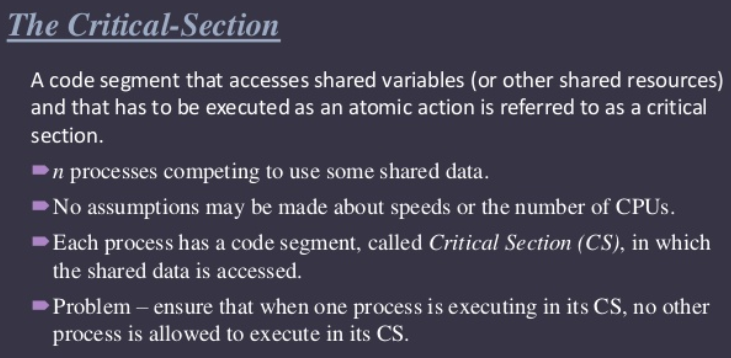 The Critical-Section
A code segment that accesses shared variables (or other shared resources)
and that has to be executed as an atomic action is referred to as a critical
section.
n processes competing to use some shared data.
No assumptions may be made about speeds or the number of CPUs.
Each process has a code segment, called Critical Section (CS), in which
the shared data is accessed.
Problem – ensure that when one process is executing in its CS, no other
process is allowed to execute in its CS.